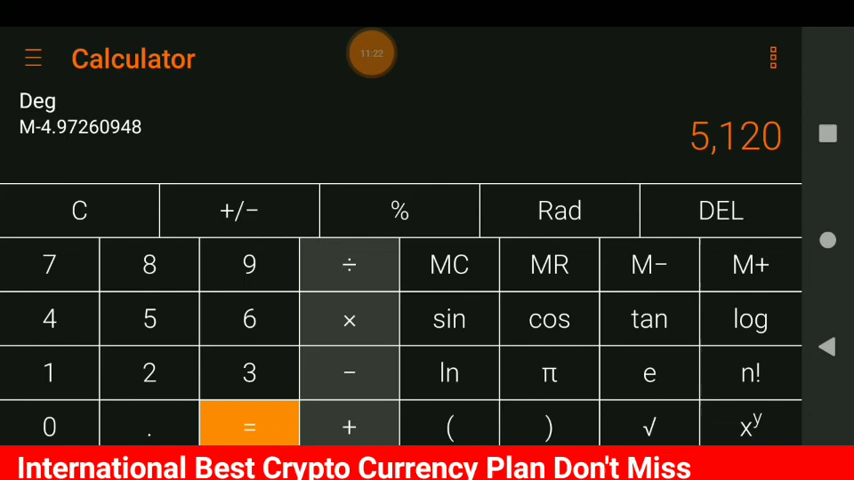 Calculator
11:22
Deg
M-4.97260948
5,120
C +/− % Rad DEL
7 8 9 ÷ MC MR M− M+
4 5 6 × sin cos tan log
1 2 3 − ln π e n!
0 . = + ( ) √ xʸ
International Best Crypto Currency Plan Don't Miss